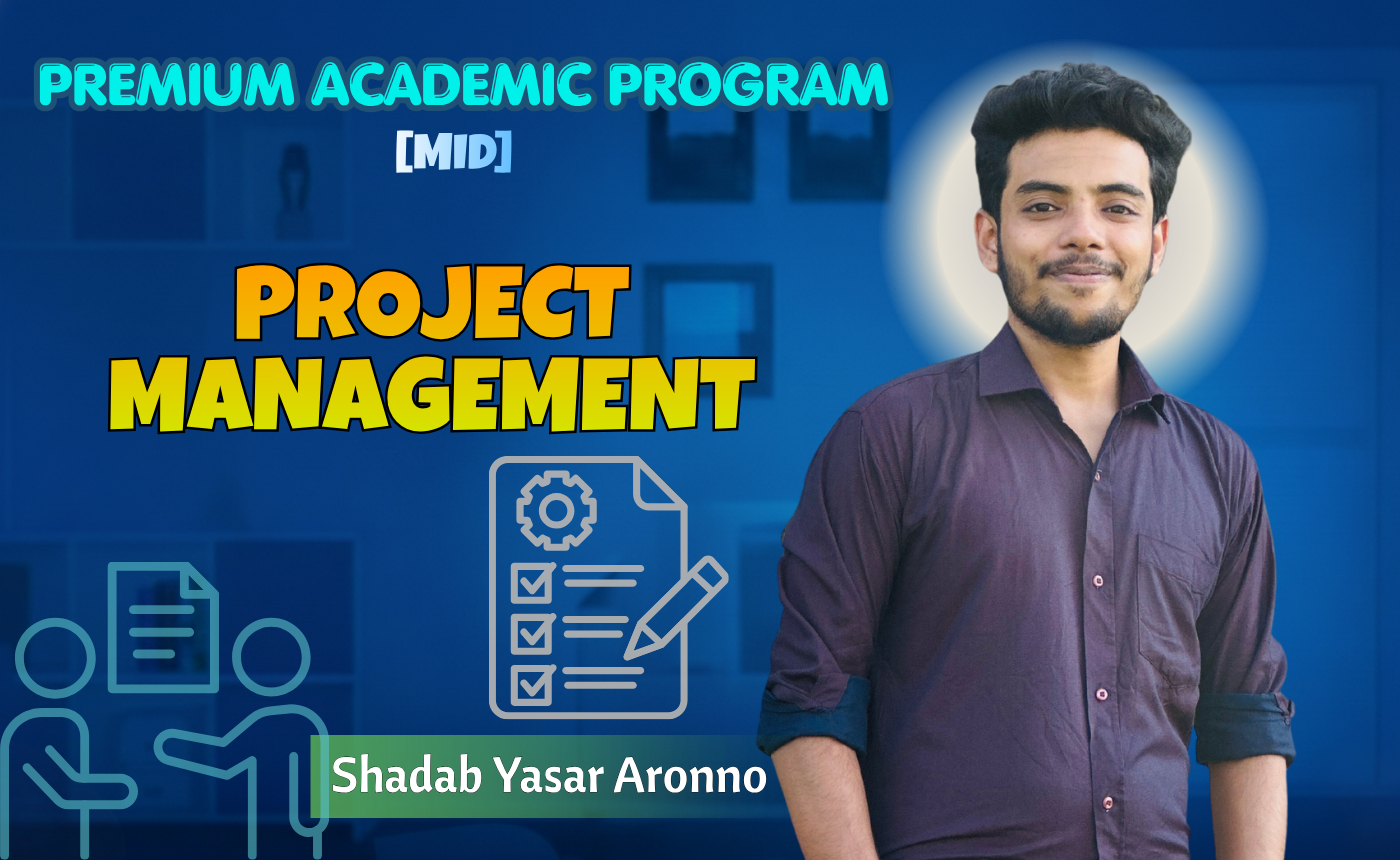 PREMIUM ACADEMIC PROGRAM
[MID]
PROJECT
MANAGEMENT
Shadab Yasar Aronno